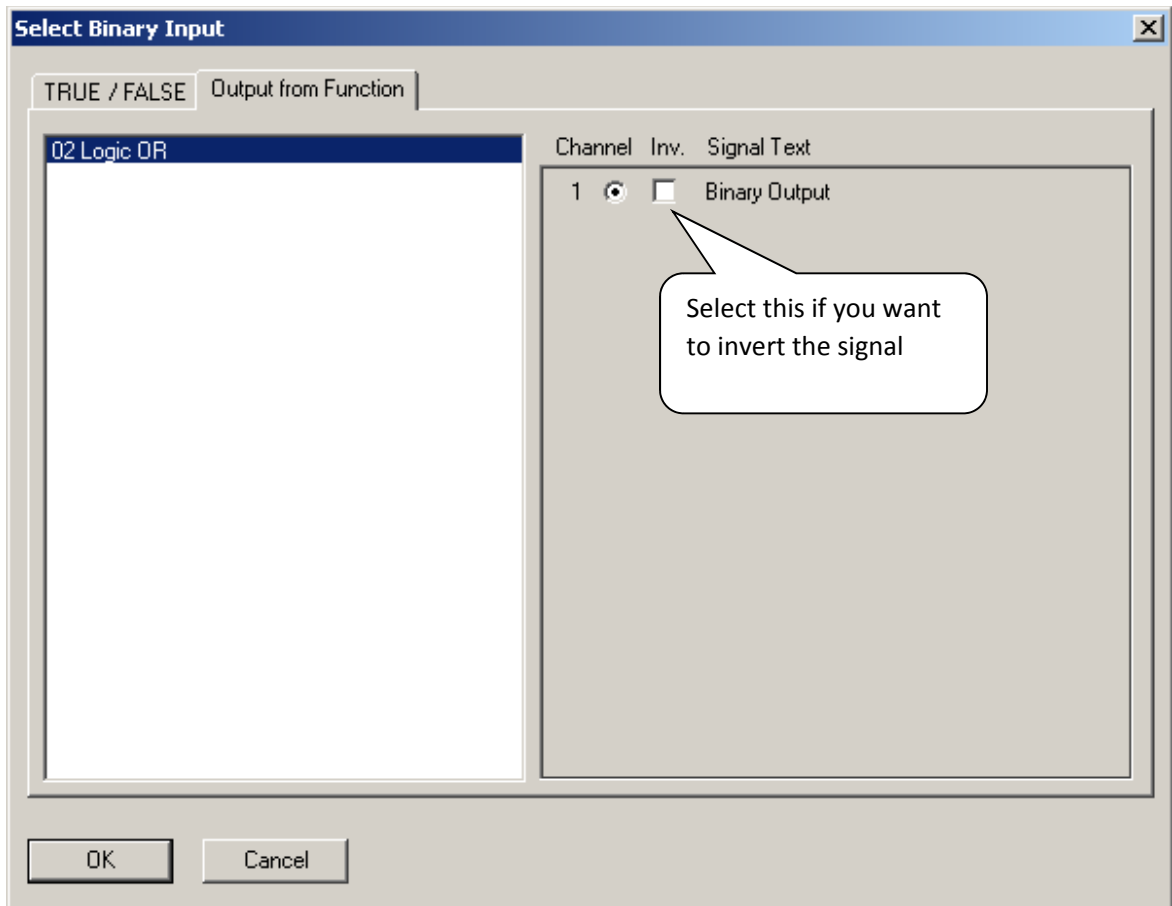 Select Binary Input
TRUE / FALSE
Output from Function
02 Logic OR
Channel Inv. Signal Text
1 Binary Output
Select this if you want
to invert the signal
OK
Cancel